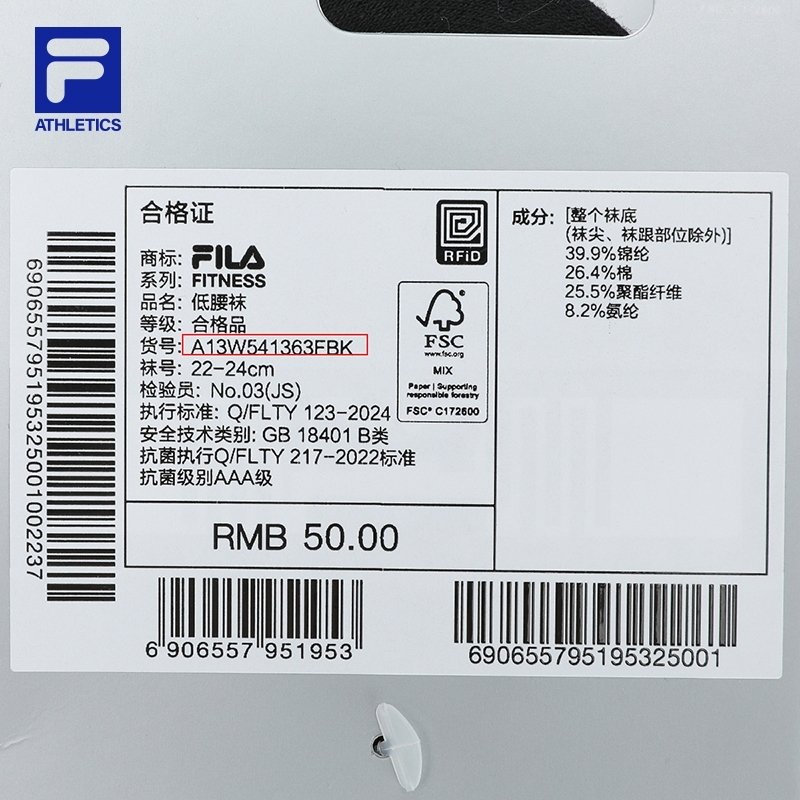 F
ATHLETICS
合格证
商标: FILA
系列: FITNESS
品名: 低腰袜
等级: 合格品
货号: A13W541363FBK
袜号: 22-24cm
检验员: No.03(JS)
执行标准: Q/FLTY 123-2024
安全技术类别: GB 18401 B类
抗菌执行Q/FLTY 217-2022标准
抗菌级别AAA级
RFiD
FSC
www.fsc.org
MIX
Paper | Supporting
responsible forestry
FSC® C172600
成分: [整个袜底
(袜尖、袜跟部位除外)]
39.9%锦纶
26.4%棉
25.5%聚酯纤维
8.2%氨纶
RMB 50.00
690655795195325001002237
6 906557 951953
690655795195325001